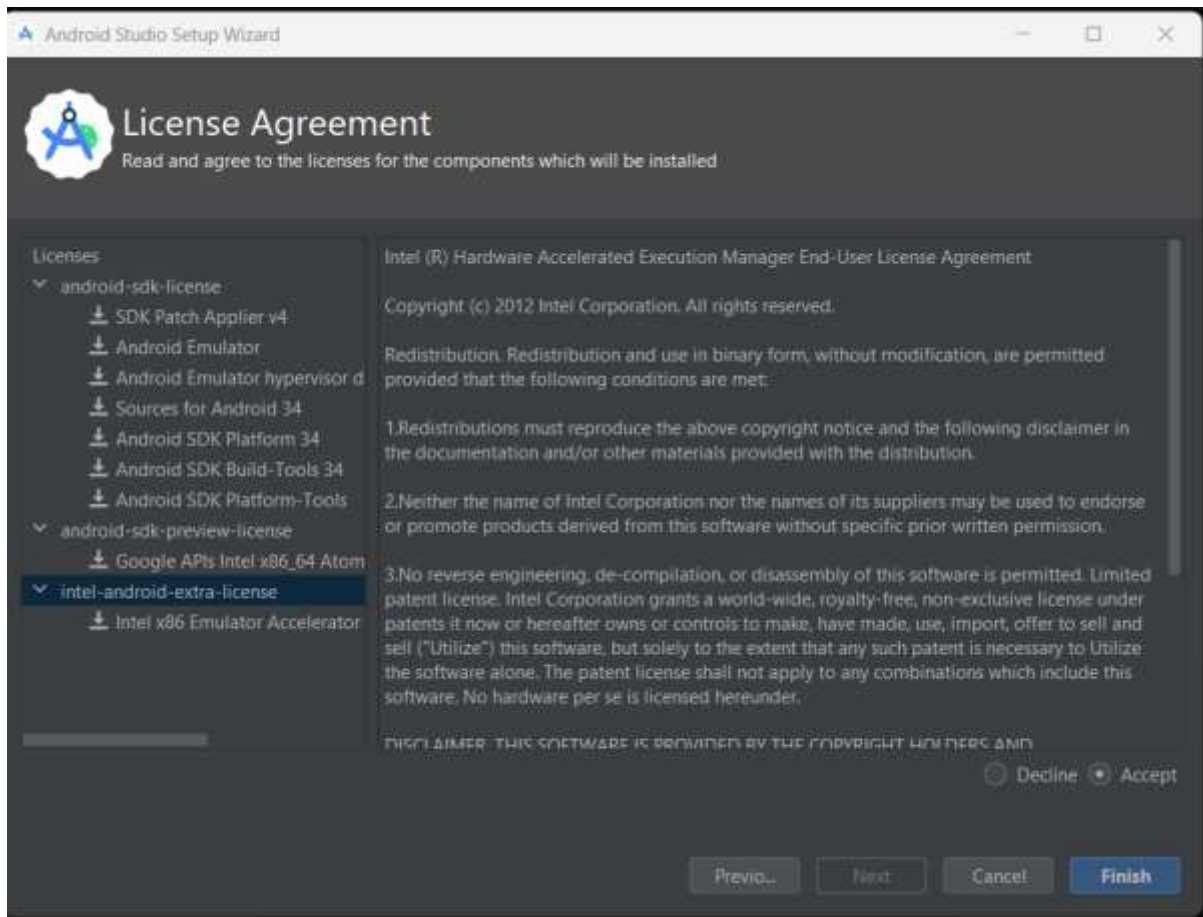 Android Studio Setup Wizard
License Agreement
Read and agree to the licenses for the components which will be installed
Licenses
android-sdk-license
SDK Patch Applier v4
Android Emulator
Android Emulator hypervisor d
Sources for Android 34
Android SDK Platform 34
Android SDK Build-Tools 34
Android SDK Platform-Tools
android-sdk-preview-license
Google APIs Intel x86_64 Atom
intel-android-extra-license
Intel x86 Emulator Accelerator
Intel (R) Hardware Accelerated Execution Manager End-User License Agreement
Copyright (c) 2012 Intel Corporation. All rights reserved.
Redistribution. Redistribution and use in binary form, without modification, are permitted
provided that the following conditions are met:
1.Redistributions must reproduce the above copyright notice and the following disclaimer in
the documentation and/or other materials provided with the distribution.
2.Neither the name of Intel Corporation nor the names of its suppliers may be used to endorse
or promote products derived from this software without specific prior written permission.
3.No reverse engineering, de-compilation, or disassembly of this software is permitted. Limited
patent license. Intel Corporation grants a world-wide, royalty-free, non-exclusive license under
patents it now or hereafter owns or controls to make, have made, use, import, offer to sell and
sell ("Utilize") this software, but solely to the extent that any such patent is necessary to Utilize
the software alone. The patent license shall not apply to any combinations which include this
software. No hardware per se is licensed hereunder.
DISCLAIMER. THIS SOFTWARE IS PROVIDED BY THE COPYRIGHT HOLDERS AND
Decline Accept
Previo... Next Cancel Finish